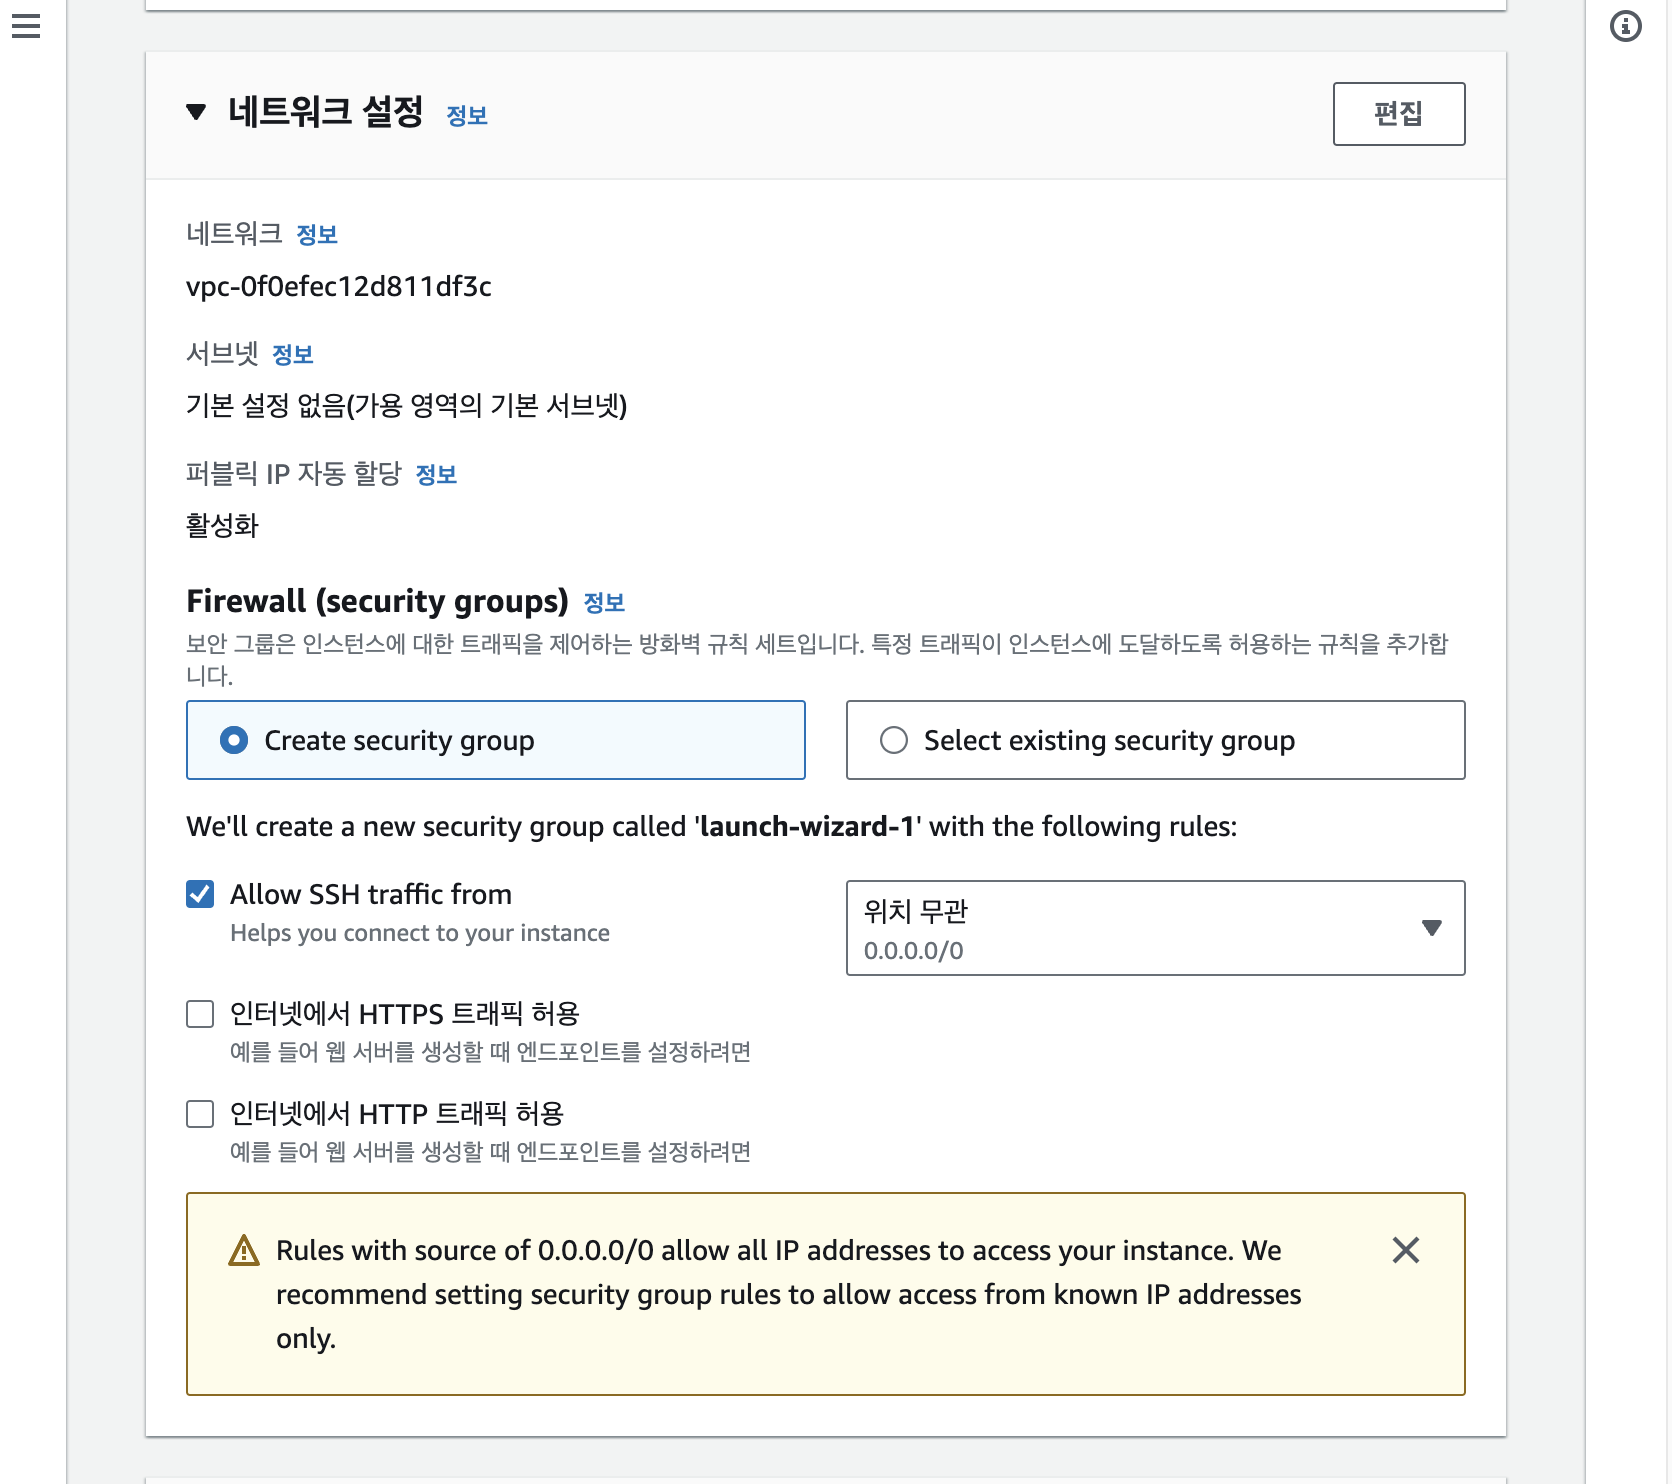 네트워크 설정 정보
편집
네트워크 정보
vpc-0f0efec12d811df3c
서브넷 정보
기본 설정 없음(가용 영역의 기본 서브넷)
퍼블릭 IP 자동 할당 정보
활성화
Firewall (security groups) 정보
보안 그룹은 인스턴스에 대한 트래픽을 제어하는 방화벽 규칙 세트입니다. 특정 트래픽이 인스턴스에 도달하도록 허용하는 규칙을 추가합
니다.
Create security group
Select existing security group
We'll create a new security group called 'launch-wizard-1' with the following rules:
Allow SSH traffic from
Helps you connect to your instance
위치 무관
0.0.0.0/0
인터넷에서 HTTPS 트래픽 허용
예를 들어 웹 서버를 생성할 때 엔드포인트를 설정하려면
인터넷에서 HTTP 트래픽 허용
예를 들어 웹 서버를 생성할 때 엔드포인트를 설정하려면
Rules with source of 0.0.0.0/0 allow all IP addresses to access your instance. We
recommend setting security group rules to allow access from known IP addresses
only.